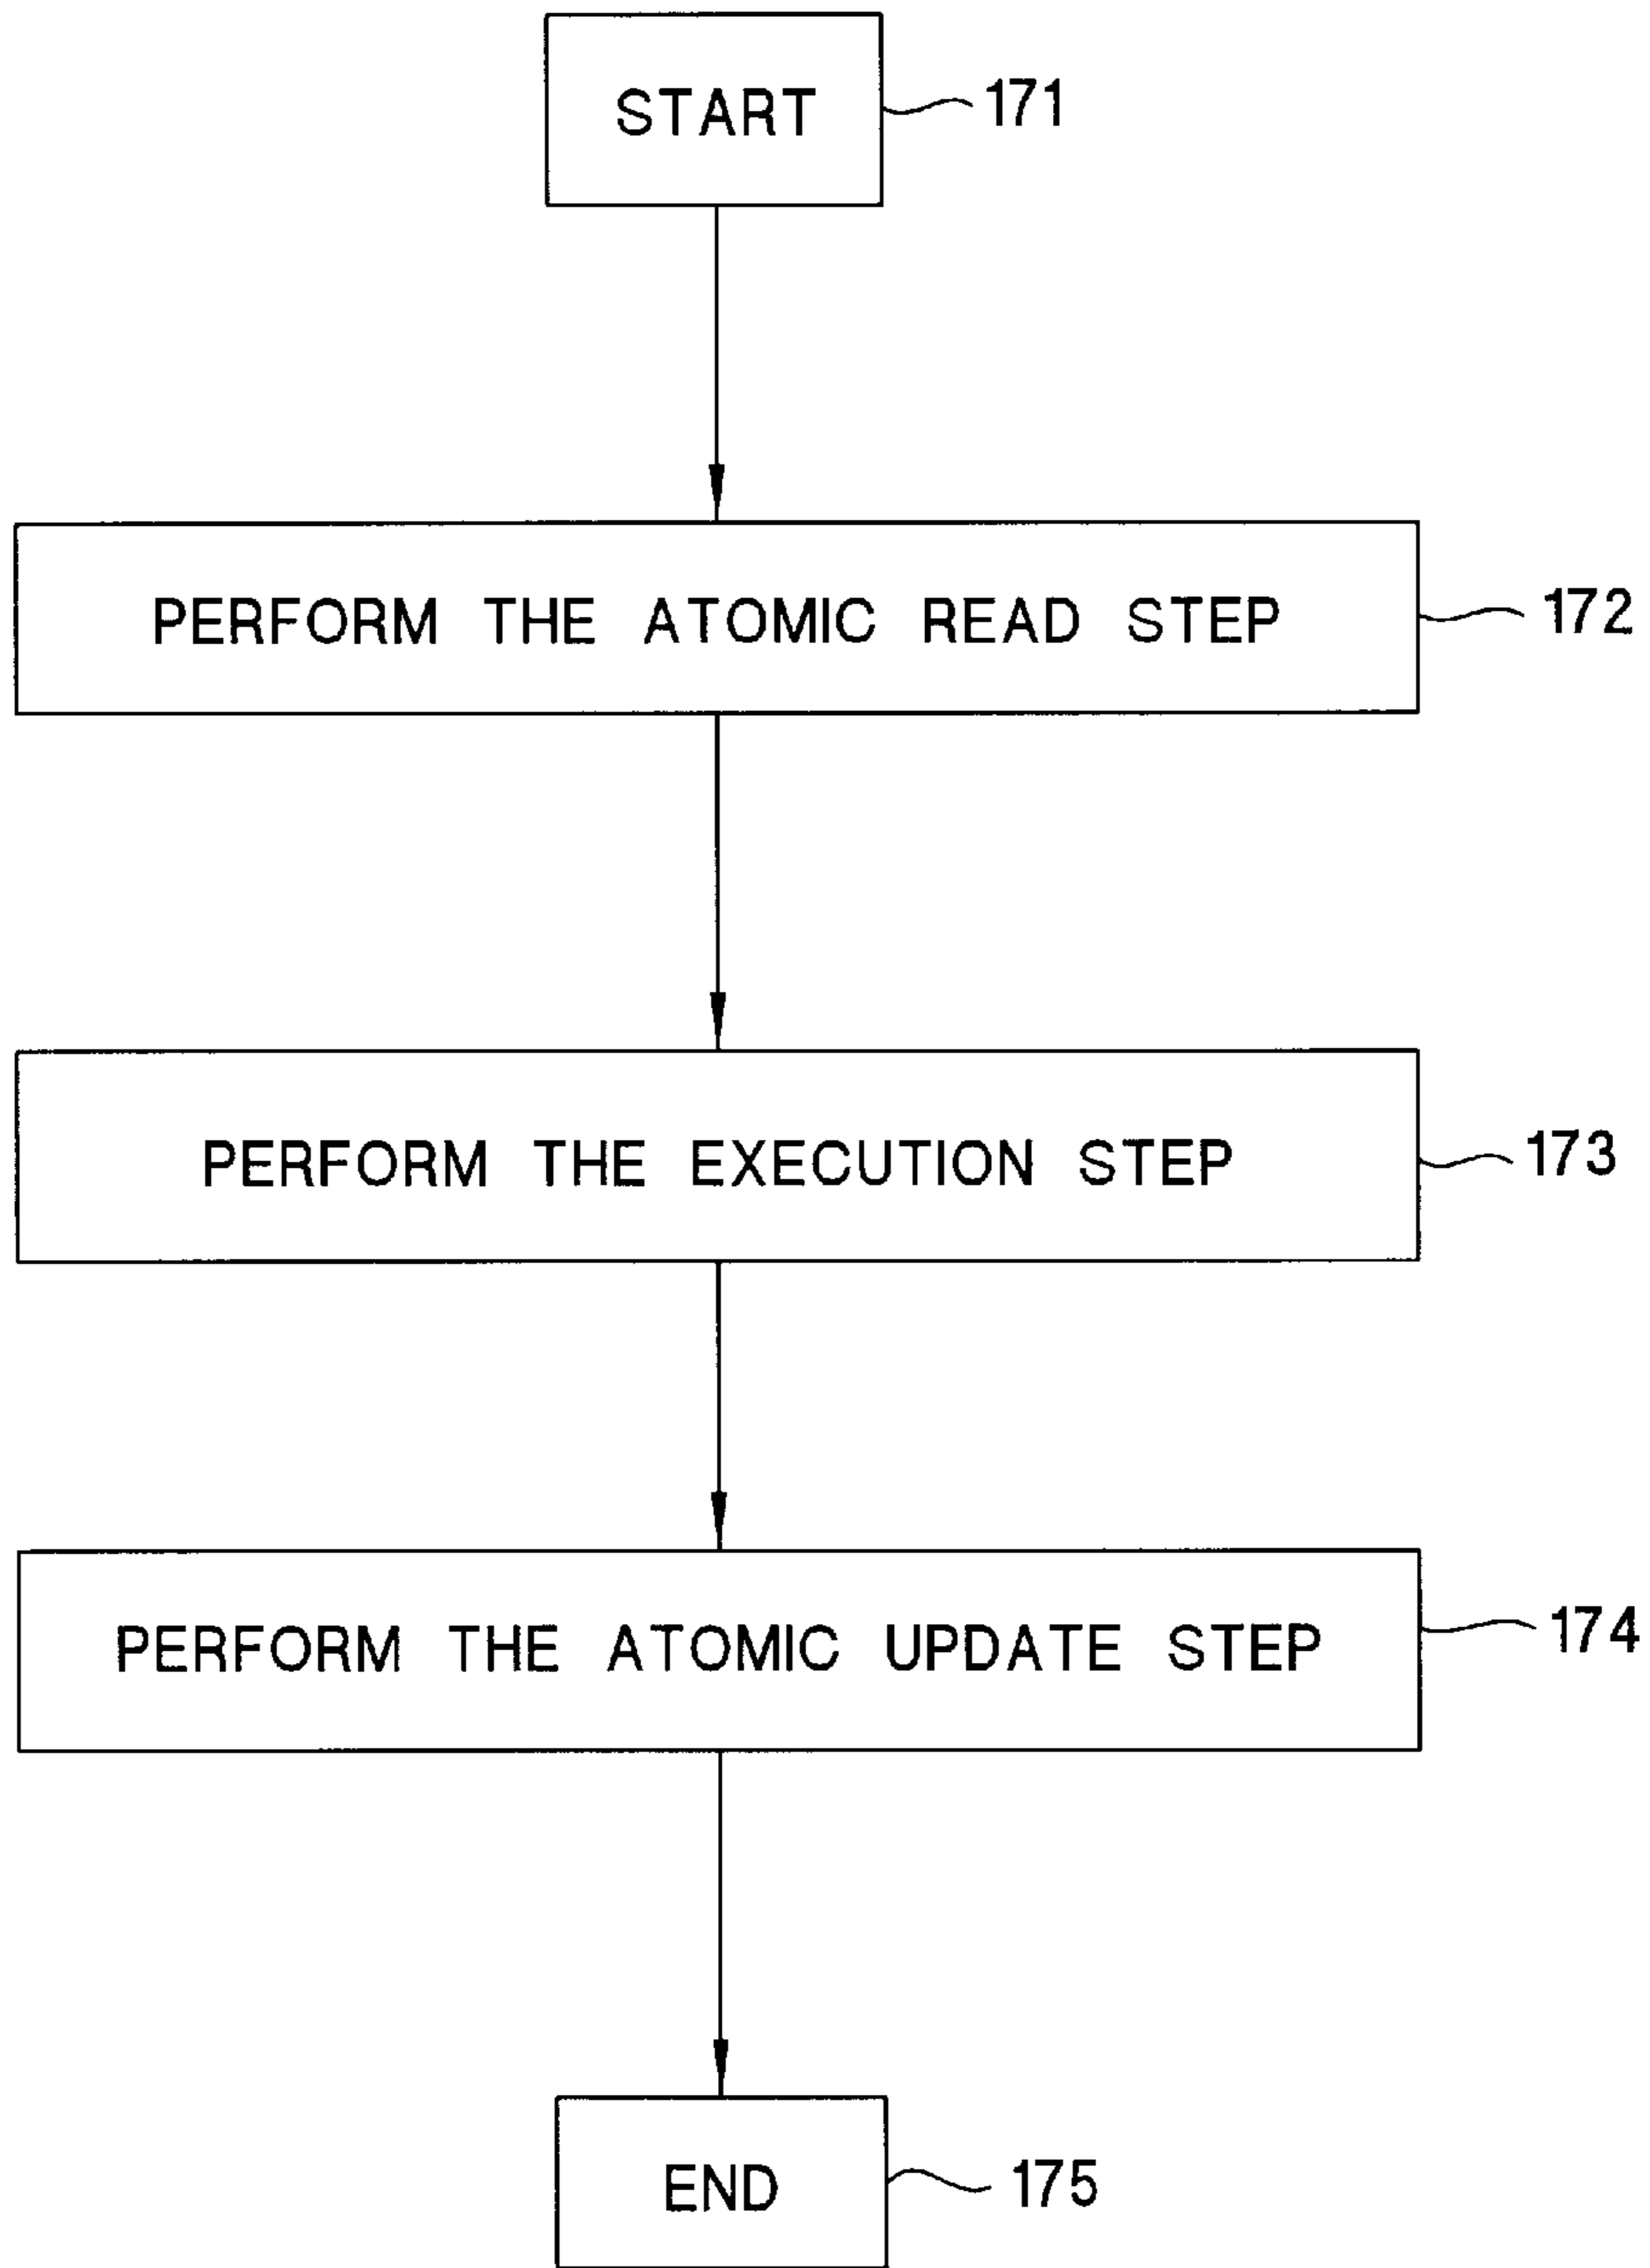 START 171
PERFORM THE ATOMIC READ STEP 172
PERFORM THE EXECUTION STEP 173
PERFORM THE ATOMIC UPDATE STEP 174
END 175